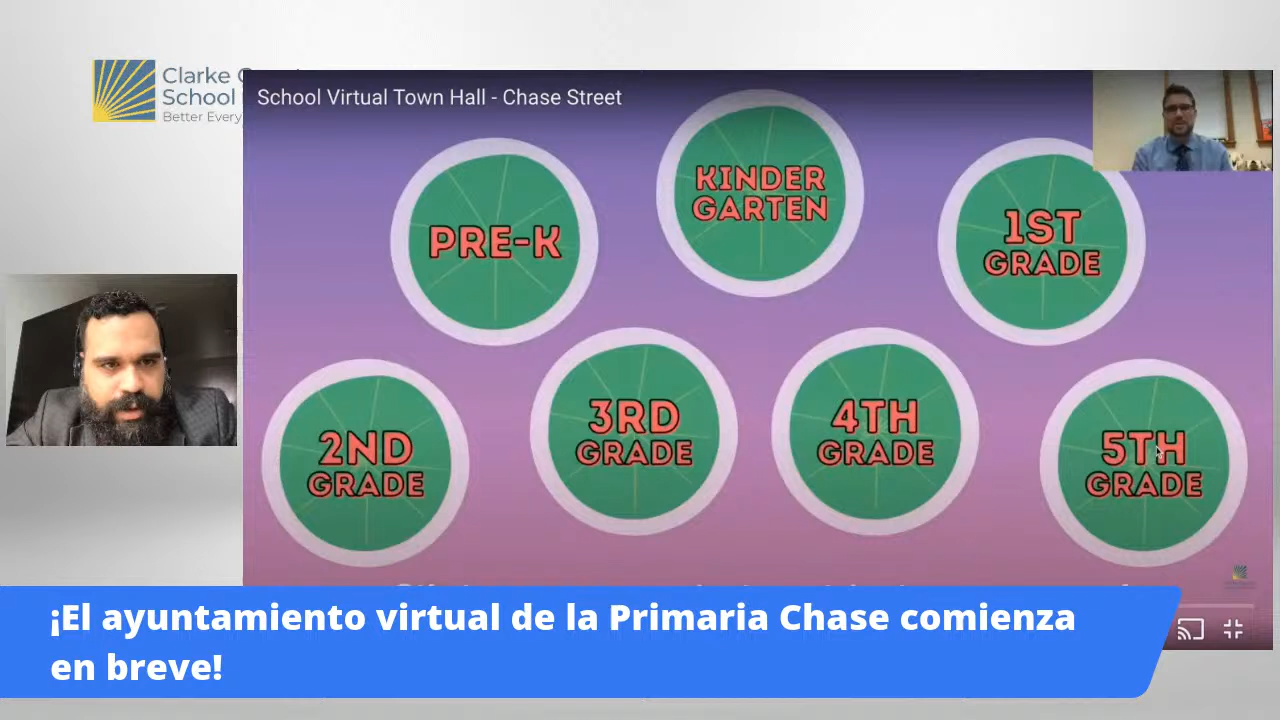 Clarke
School
Better Every
School Virtual Town Hall - Chase Street
KINDER
GARTEN
PRE-K
1ST
GRADE
2ND
GRADE
3RD
GRADE
4TH
GRADE
5TH
GRADE
¡El ayuntamiento virtual de la Primaria Chase comienza
en breve!